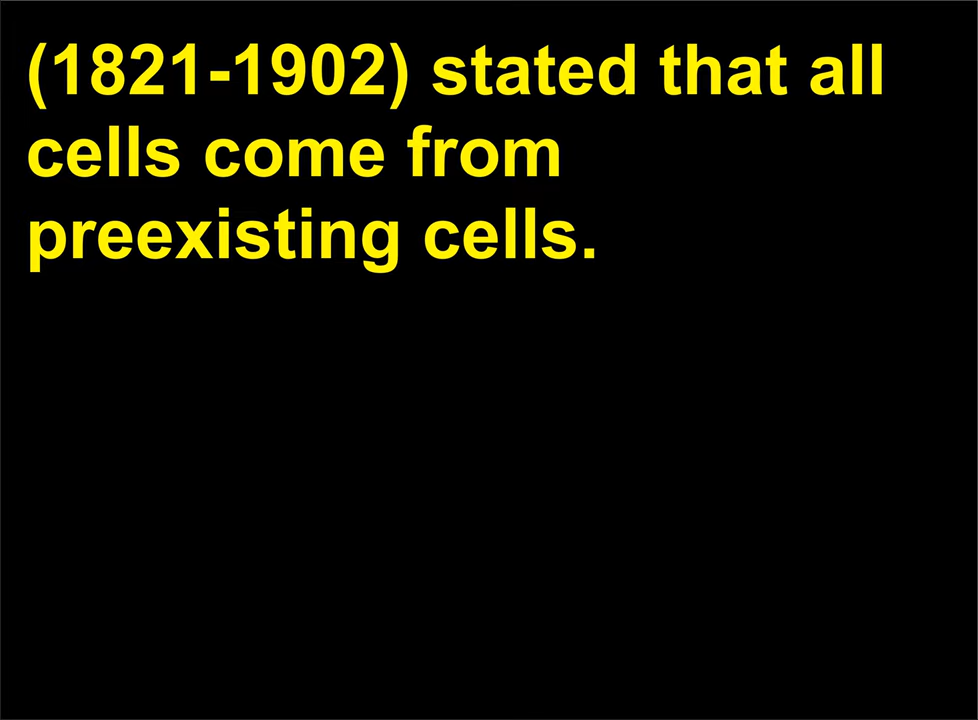 (1821-1902) stated that all
cells come from
preexisting cells.